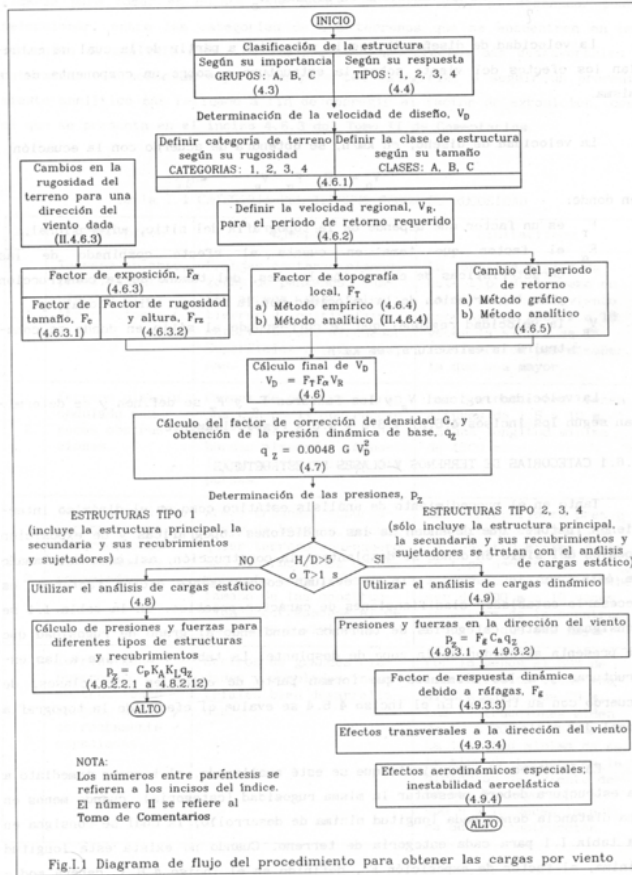 INICIO
Clasificación de la estructura
Según su importancia
GRUPOS: A, B, C
(4.3)
Según su respuesta
TIPOS: 1, 2, 3, 4
(4.4)
Determinación de la velocidad de diseño, V_D
Cambios en la
rugosidad del
terreno para una
dirección del
viento dada
(II.4.6.3)
Definir categoría de terreno
según su rugosidad
CATEGORIAS: 1, 2, 3, 4
Definir la clase de estructura
según su tamaño
CLASES: A, B, C
(4.6.1)
Definir la velocidad regional, V_R,
para el periodo de retorno requerido
(4.6.2)
Factor de exposición, Fα
(4.6.3)
Factor de
tamaño, Fc
(4.6.3.1)
Factor de rugosidad
y altura, Frz
(4.6.3.2)
Factor de topografía
local, F_T
a) Método empírico (4.6.4)
b) Método analítico (II.4.6.4)
Cambio del periodo
de retorno
a) Método gráfico
b) Método analítico
(4.6.5)
Cálculo final de V_D
V_D = F_T Fα V_R
(4.6)
Cálculo del factor de corrección de densidad G, y
obtención de la presión dinámica de base, qz
q z = 0.0048 G V_D²
(4.7)
Determinación de las presiones, pz
ESTRUCTURAS TIPO 1
(incluye la estructura principal, la
secundaria y sus recubrimientos
y sujetadores)
ESTRUCTURAS TIPO 2, 3, 4
(sólo incluye la estructura principal,
la secundaria y sus recubrimientos y
sujetadores se tratan con el análisis
de cargas estático)
NO
H/D>5
o T>1 s
SI
Utilizar el análisis de cargas estático
(4.8)
Cálculo de presiones y fuerzas para
diferentes tipos de estructuras
y recubrimientos
pz = Cp K_A K_L qz
(4.8.2.2.1 a 4.8.2.12)
ALTO
Utilizar el análisis de cargas dinámico
(4.9)
Presiones y fuerzas en la dirección del viento
pz = Fg Ca qz
(4.9.3.1 y 4.9.3.2)
Factor de respuesta dinámica
debido a ráfagas, Fg
(4.9.3.3)
Efectos transversales a la dirección del viento
(4.9.3.4)
Efectos aerodinámicos especiales;
inestabilidad aeroelástica
(4.9.4)
ALTO
NOTA:
Los números entre paréntesis se
refieren a los incisos del índice.
El número II se refiere al
Tomo de Comentarios
Fig I.1 Diagrama de flujo del procedimiento para obtener las cargas por viento